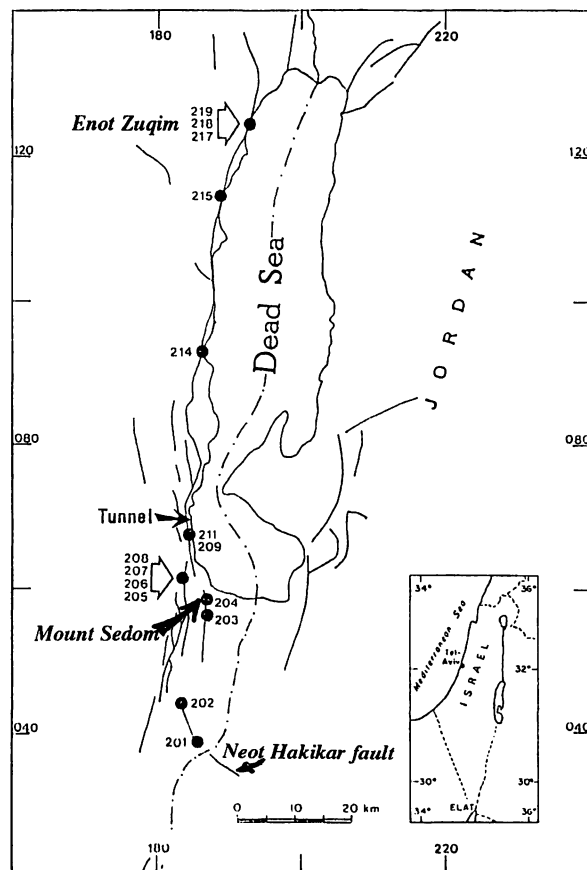 180
220
Enot Zuqim
219
218
217
120
120
215
Dead Sea
JORDAN
214
080
080
Tunnel
211
209
208
207
206
205
204
203
Mount Sedom
202
040
040
201
Neot Hakikar fault
0 10 20 km
180
220
34°
36°
Mediterranean Sea
Tel-
Aviv
ISRAEL
32°
32°
30°
30°
ELAT
34°
36°